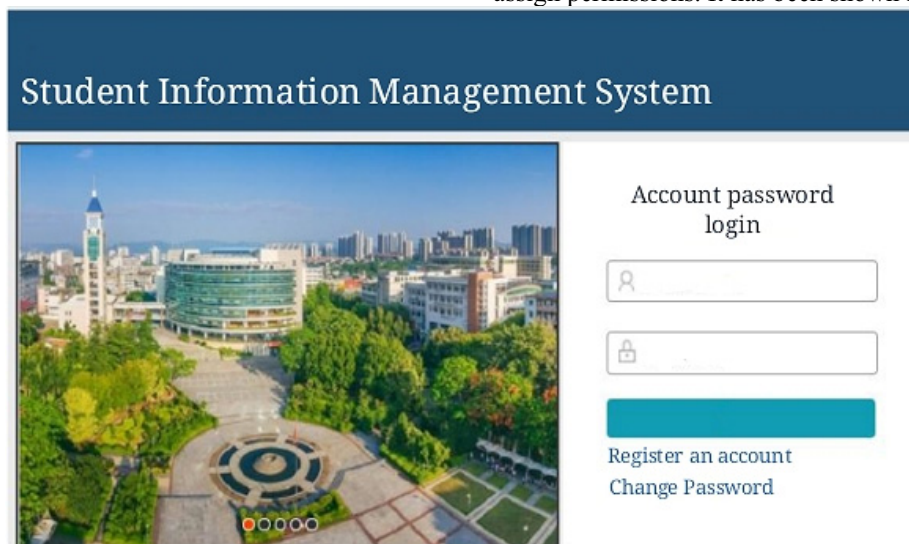 Student Information Management System
Account password
login
Register an account
Change Password